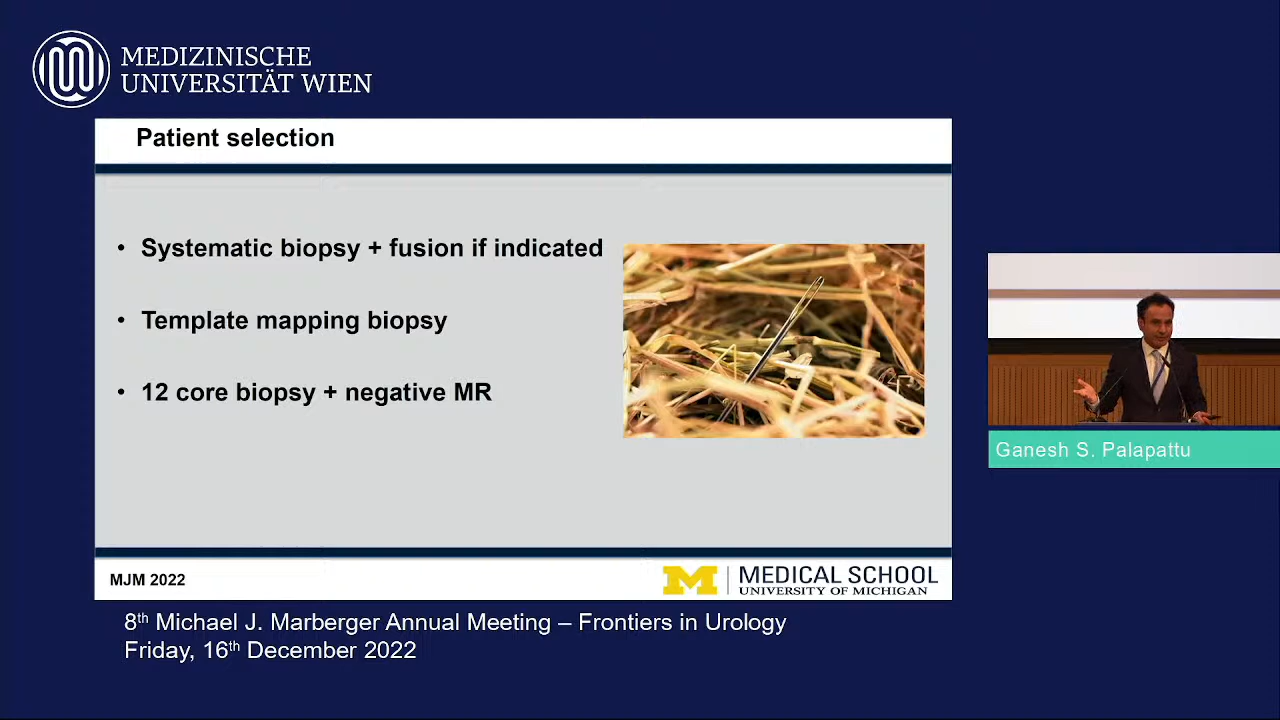 MEDIZINISCHE
UNIVERSITÄT WIEN
Patient selection
• Systematic biopsy + fusion if indicated
• Template mapping biopsy
• 12 core biopsy + negative MR
MJM 2022
M MEDICAL SCHOOL
UNIVERSITY OF MICHIGAN
Ganesh S. Palapattu
8th Michael J. Marberger Annual Meeting – Frontiers in Urology
Friday, 16th December 2022